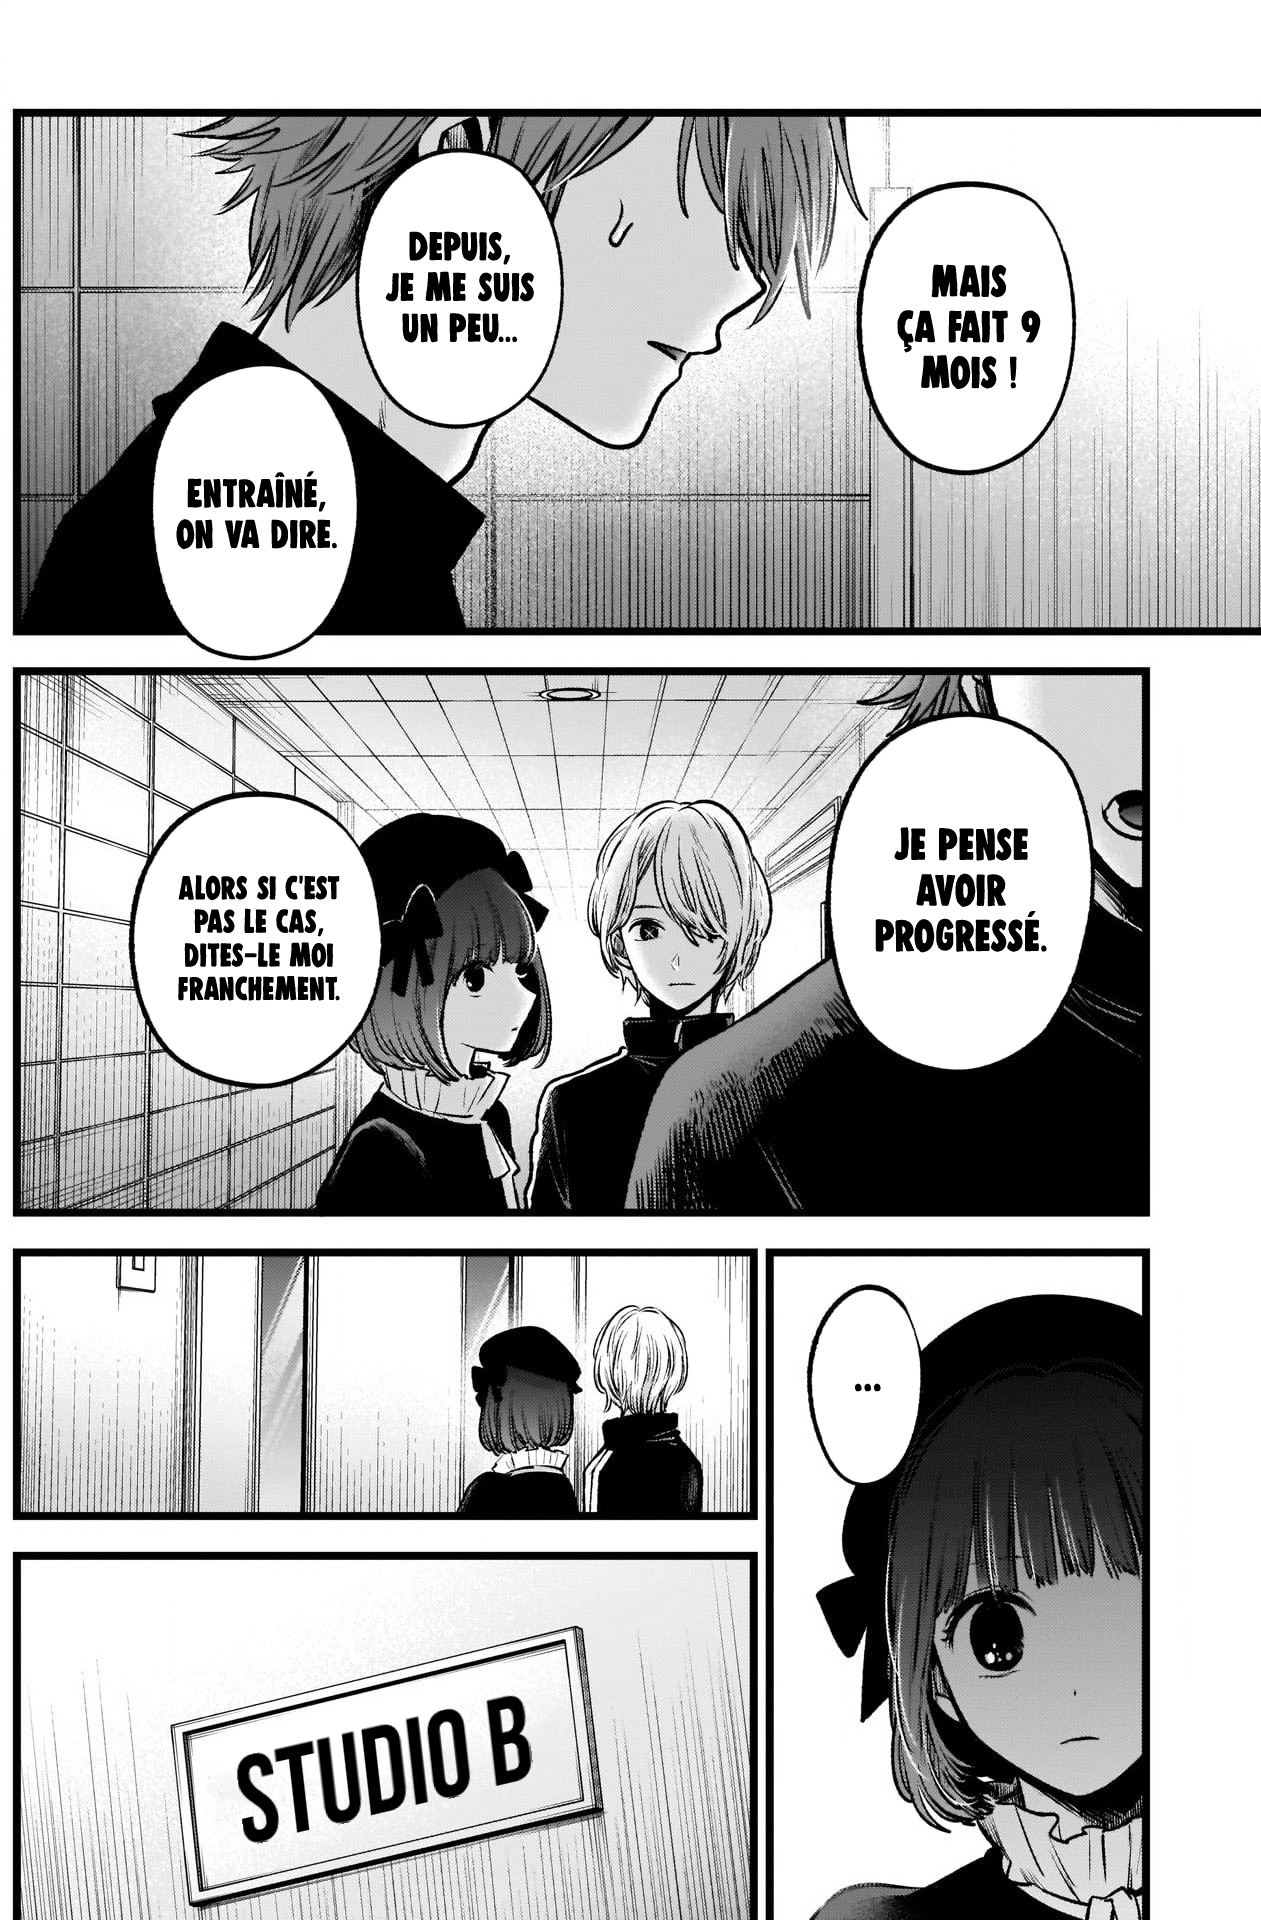 MAIS
ÇA FAIT 9
MOIS !
DEPUIS,
JE ME SUIS
UN PEU...
ENTRAÎNÉ,
ON VA DIRE.
JE PENSE
AVOIR
PROGRESSÉ.
ALORS SI C'EST
PAS LE CAS,
DITES-LE MOI
FRANCHEMENT.
...
STUDIO B